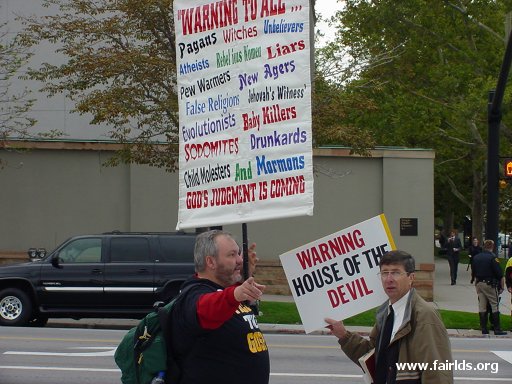 "WARNING TO ALL...
Pagans Witches Unbelievers
Atheists Rebellious Women Liars
Pew Warmers New Agers
False Religions Jehovah's Witness'
Evolutionists Baby Killers
SODOMITES Drunkards
Child Molesters And Mormons
GOD'S JUDGMENT IS COMING
WARNING
HOUSE OF THE
DEVIL
www.fairlds.org